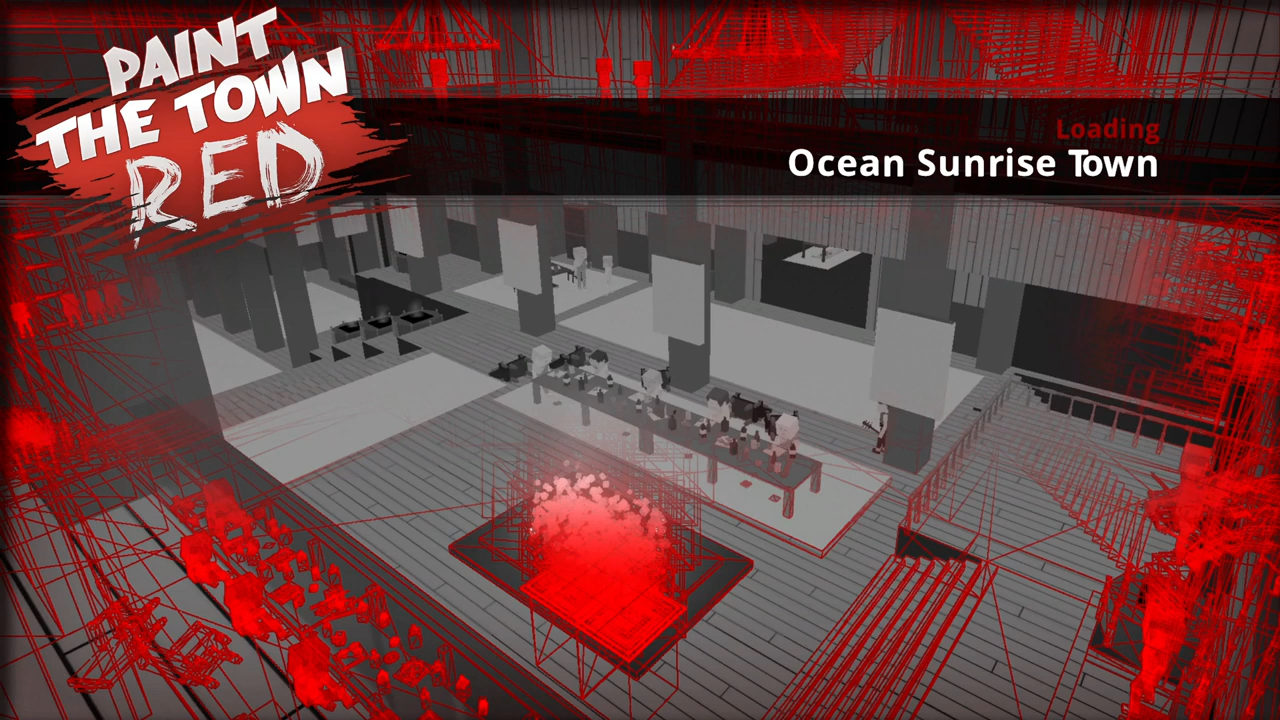 PAINT
THE TOWN
RED
Loading
Ocean Sunrise Town